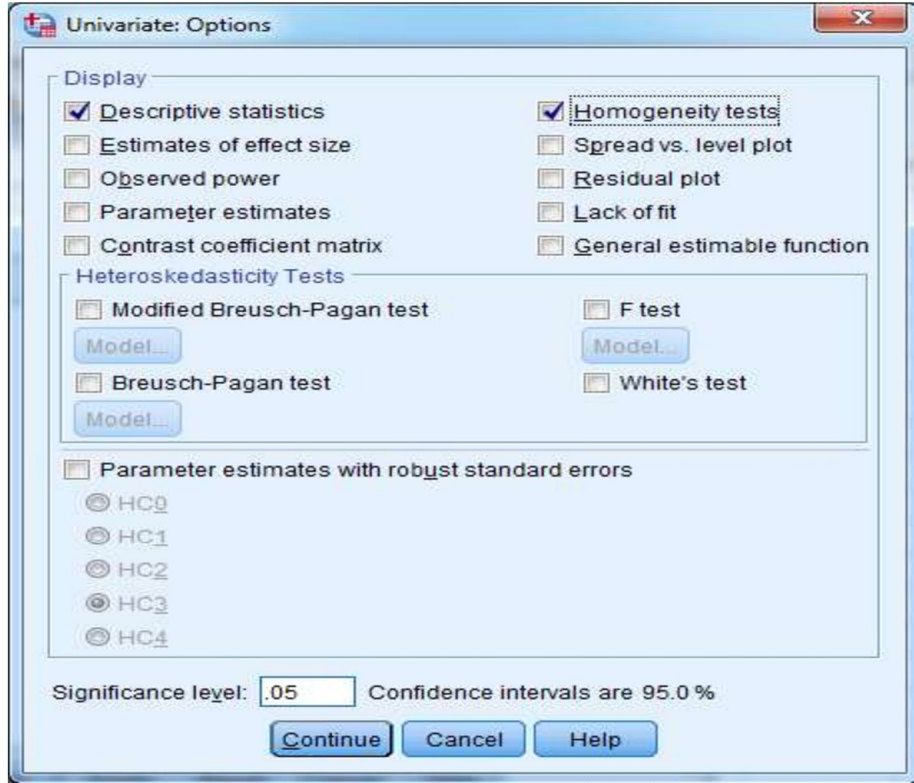 Univariate: Options
Display
Descriptive statistics
Homogeneity tests
Estimates of effect size
Spread vs. level plot
Observed power
Residual plot
Parameter estimates
Lack of fit
Contrast coefficient matrix
General estimable function
Heteroskedasticity Tests
Modified Breusch-Pagan test
F test
Model...
Model...
Breusch-Pagan test
White's test
Model...
Parameter estimates with robust standard errors
HC0
HC1
HC2
HC3
HC4
Significance level: .05 Confidence intervals are 95.0 %
Continue Cancel Help